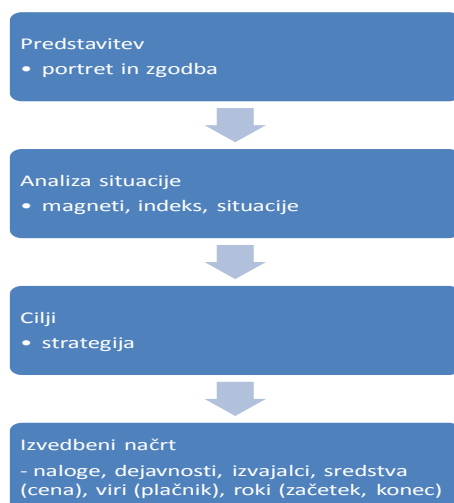 Predstavitev
• portret in zgodba
Analiza situacije
• magneti, indeks, situacije
Cilji
• strategija
Izvedbeni načrt
- naloge, dejavnosti, izvajalci, sredstva
(cena), viri (plačnik), roki (začetek, konec)